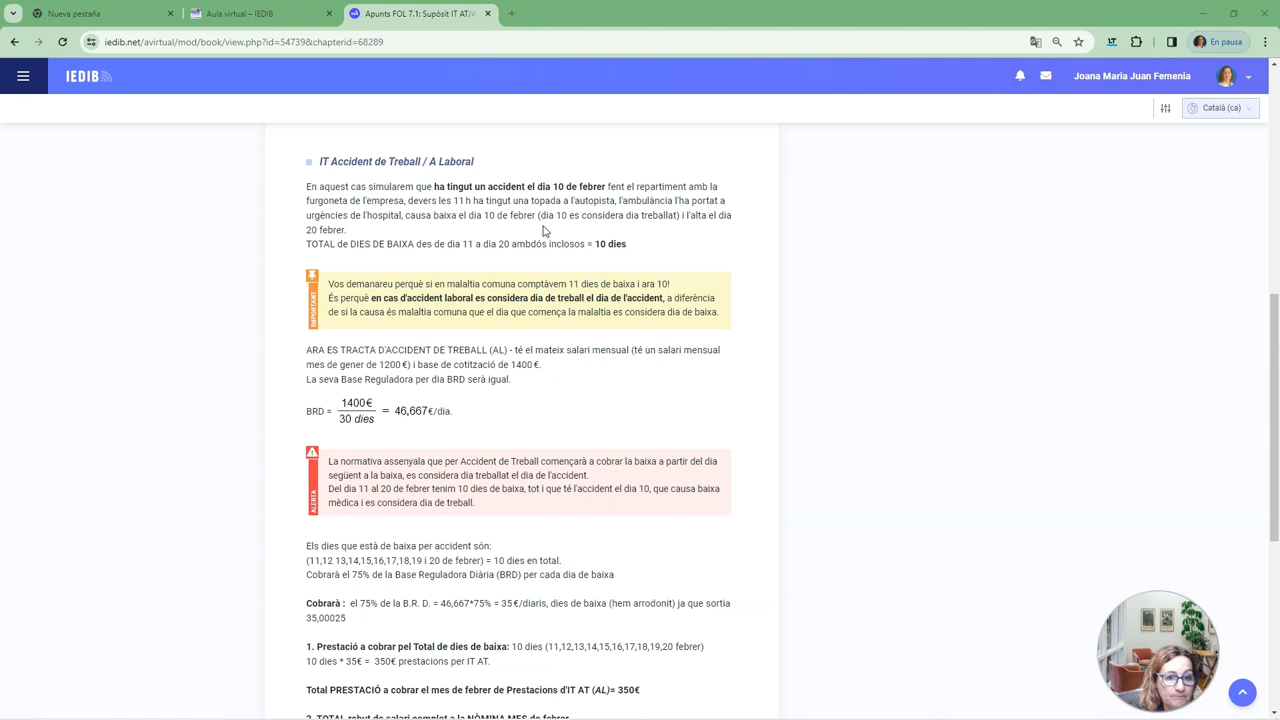 Nueva pestaña
Aula virtual – IEDIB
Apunts FOL 7.1: Supòsit IT AT/A
iedib.net/avirtual/mod/book/view.php?id=54739&chapterid=68289
En pausa
IEDIB
Joana Maria Juan Femenia
Català (ca)
IT Accident de Treball / A Laboral
En aquest cas simularem que ha tingut un accident el dia 10 de febrer fent el repartiment amb la
furgoneta de l'empresa, devers les 11h ha tingut una topada a l'autopista, l'ambulància l'ha portat a
urgències de l'hospital, causa baixa el dia 10 de febrer (dia 10 es considera dia treballat) i l'alta el dia
20 febrer.
TOTAL de DIES DE BAIXA des de dia 11 a dia 20 ambdós inclosos = 10 dies
IMPORTANT
Vos demanareu perquè si en malaltia comuna comptàvem 11 dies de baixa i ara 10!
És perquè en cas d'accident laboral es considera dia de treball el dia de l'accident, a diferència
de si la causa és malaltia comuna que el dia que comença la malaltia es considera dia de baixa.
ARA ES TRACTA D'ACCIDENT DE TREBALL (AL) - té el mateix salari mensual (té un salari mensual
mes de gener de 1200€) i base de cotització de 1400€.
La seva Base Reguladora per dia BRD serà igual.
BRD = 1400€ / 30 dies = 46,667€/dia.
ALERTA
La normativa assenyala que per Accident de Treball començarà a cobrar la baixa a partir del dia
següent a la baixa, es considera dia treballat el dia de l'accident.
Del dia 11 al 20 de febrer tenim 10 dies de baixa, tot i que té l'accident el dia 10, que causa baixa
mèdica i es considera dia de treball.
Els dies que està de baixa per accident són:
(11,12 13,14,15,16,17,18,19 i 20 de febrer) = 10 dies en total.
Cobrarà el 75% de la Base Reguladora Diària (BRD) per cada dia de baixa
Cobrarà : el 75% de la B.R. D. = 46,667*75% = 35€/diaris, dies de baixa (hem arrodonit) ja que sortia
35,00025
1. Prestació a cobrar pel Total de dies de baixa: 10 dies (11,12,13,14,15,16,17,18,19,20 febrer)
10 dies * 35€ = 350€ prestacions per IT AT.
Total PRESTACIÓ a cobrar el mes de febrer de Prestacions d'IT AT (AL)= 350€
2. TOTAL rebut de salari complet a la NÒMINA MES de febrer